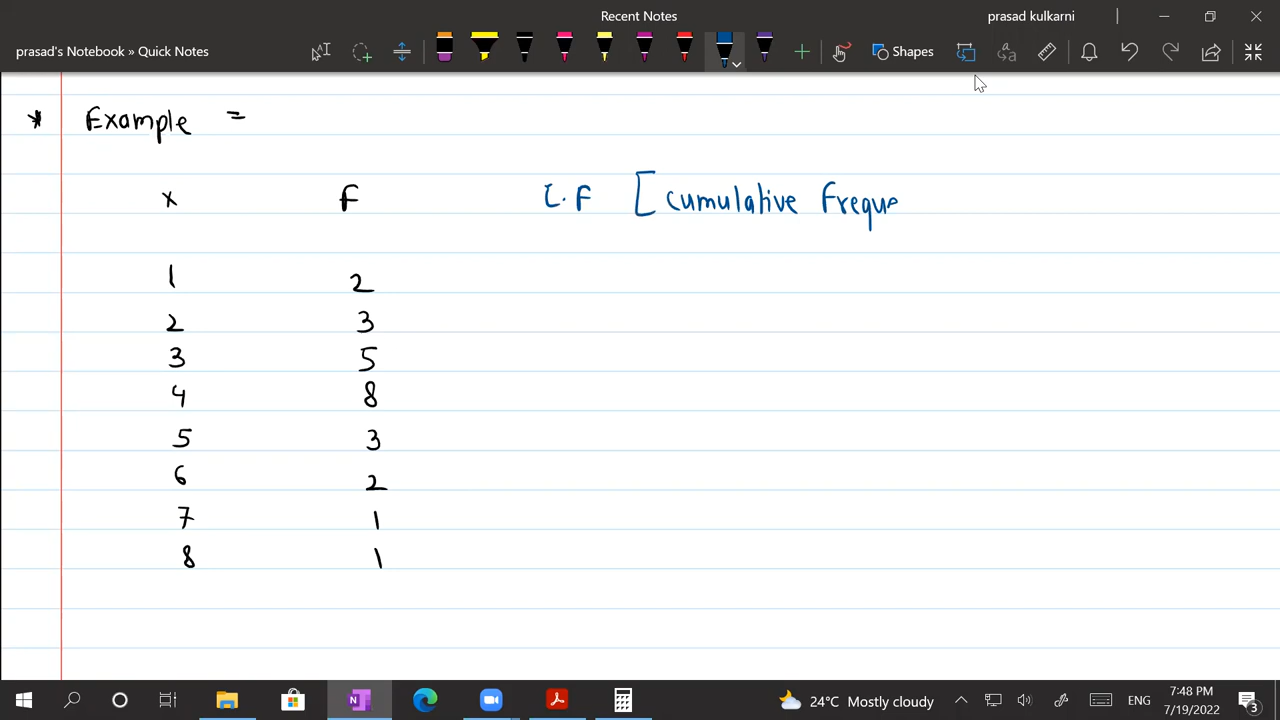 Recent Notes
prasad kulkarni
prasad's Notebook » Quick Notes
Shapes
* Example =
x F C.F [cumulative Freque
1 2
2 3
3 5
4 8
5 3
6 2
7 1
8 1
24°C Mostly cloudy
ENG
7:48 PM
7/19/2022
3